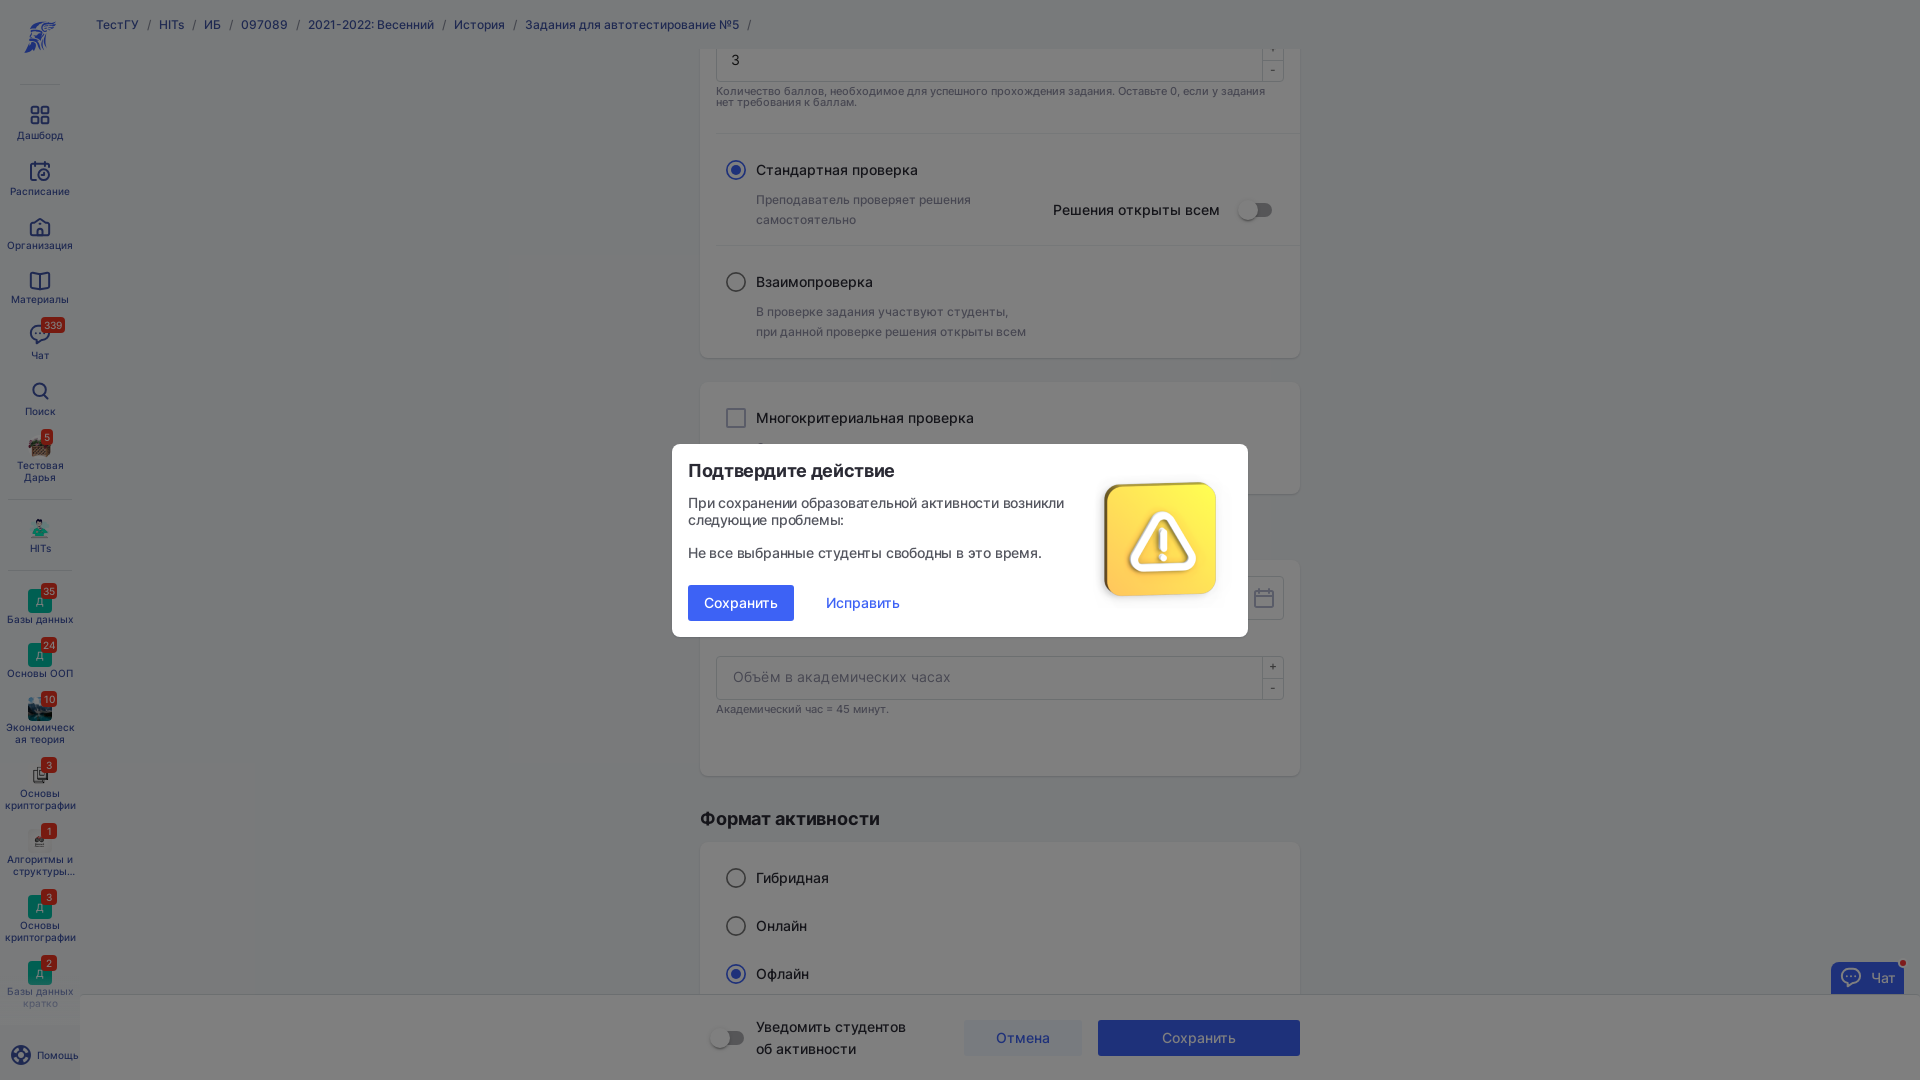 ТестГУ / HITs / ИБ / 097089 / 2021-2022: Весенний / История / Задания для автотестирование №5 /
Дашборд
Расписание
Организация
Материалы
339
Чат
Поиск
5
Тестовая
Дарья
HITs
35
Д
Базы данных
24
Д
Основы ООП
10
Экономическ
ая теория
3
Основы
криптографии
1
Алгоритмы и
структуры...
3
Д
Основы
криптографии
2
Д
Базы данных
кратко
Помощь
3
-
Количество баллов, необходимое для успешного прохождения задания. Оставьте 0, если у задания
нет требования к баллам.
Стандартная проверка
Преподаватель проверяет решения
самостоятельно
Решения открыты всем
Взаимопроверка
В проверке задания участвуют студенты,
при данной проверке решения открыты всем
Многокритериальная проверка
Подтвердите действие
При сохранении образовательной активности возникли
следующие проблемы:
Не все выбранные студенты свободны в это время.
Сохранить
Исправить
Объём в академических часах
+
-
Академический час = 45 минут.
Формат активности
Гибридная
Онлайн
Офлайн
Чат
Уведомить студентов
об активности
Отмена
Сохранить